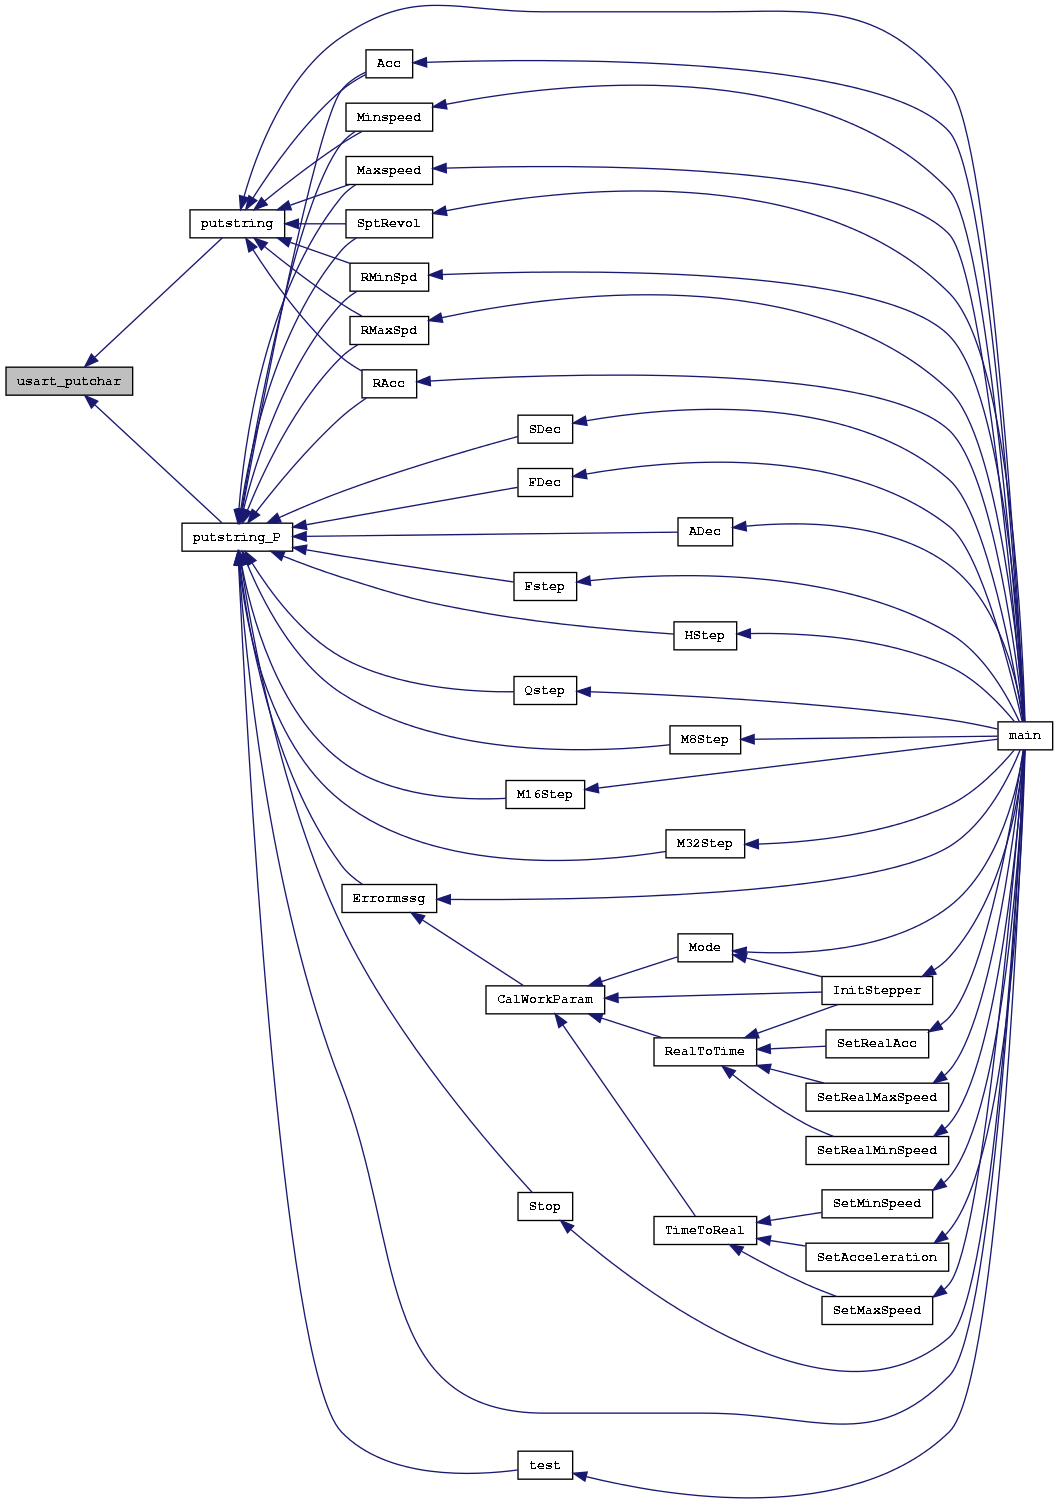 Acc
Minspeed
Maxspeed
putstring
SptRevol
RMinSpd
RMaxSpd
usart_putchar
RAcc
SDec
FDec
ADec
putstring_P
Fstep
HStep
Qstep
M8Step
main
M16Step
M32Step
Errormssg
Mode
InitStepper
CalWorkParam
SetRealAcc
RealToTime
SetRealMaxSpeed
SetRealMinSpeed
SetMinSpeed
Stop
TimeToReal
SetAcceleration
SetMaxSpeed
test